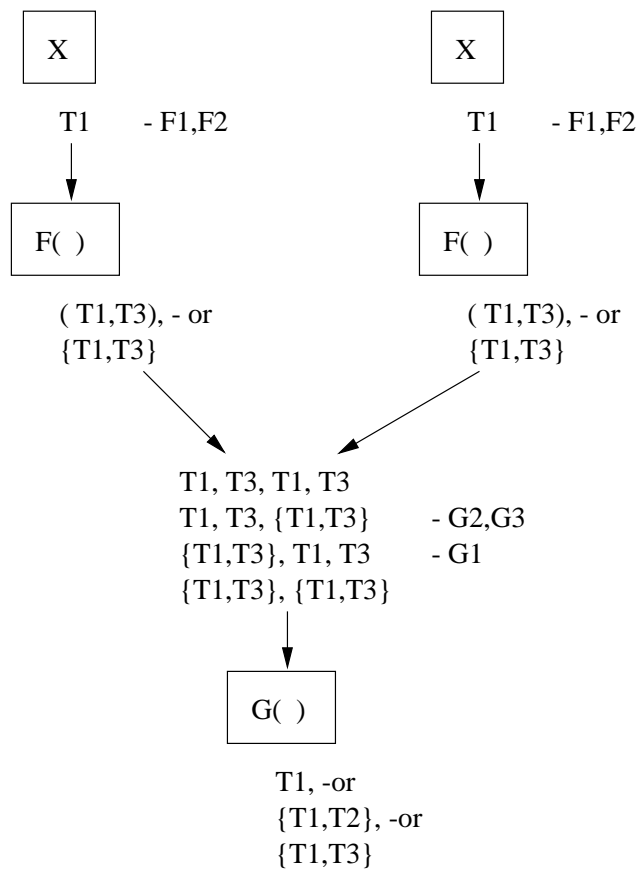 X
X
T1 - F1,F2
T1 - F1,F2
F( )
F( )
( T1,T3), - or
{T1,T3}
( T1,T3), - or
{T1,T3}
T1, T3, T1, T3
T1, T3, {T1,T3} - G2,G3
{T1,T3}, T1, T3 - G1
{T1,T3}, {T1,T3}
G( )
T1, -or
{T1,T2}, -or
{T1,T3}